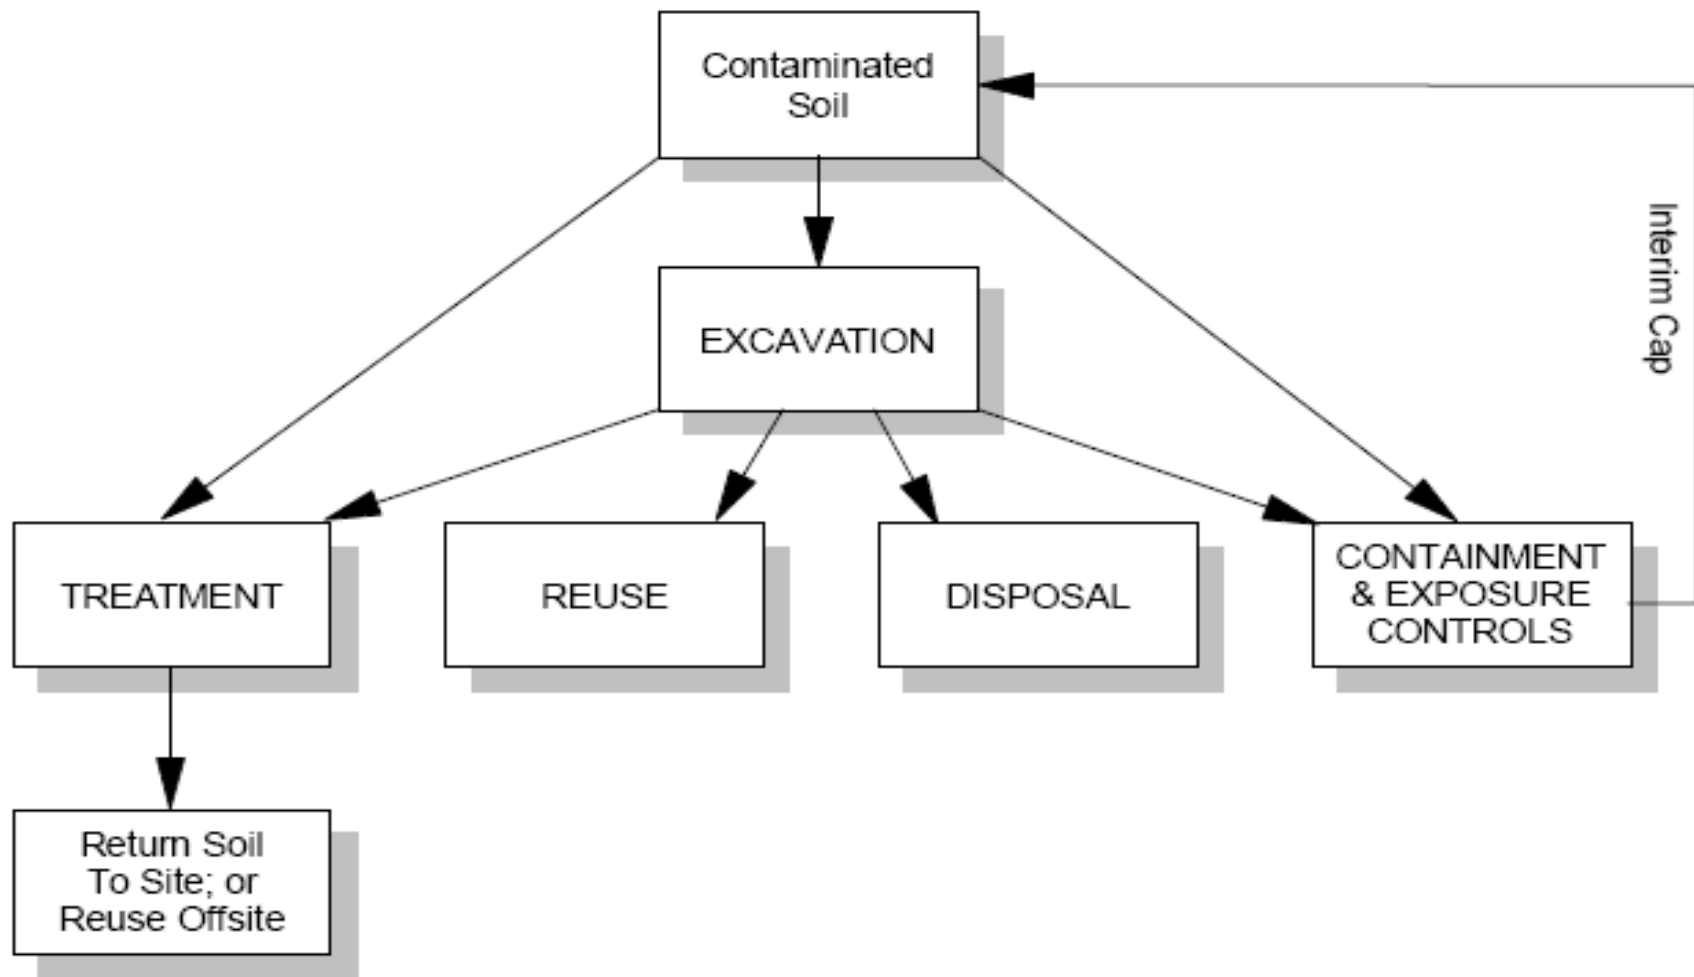 Contaminated
Soil
Interim Cap
EXCAVATION
TREATMENT
REUSE
DISPOSAL
CONTAINMENT
& EXPOSURE
CONTROLS
Return Soil
To Site; or
Reuse Offsite